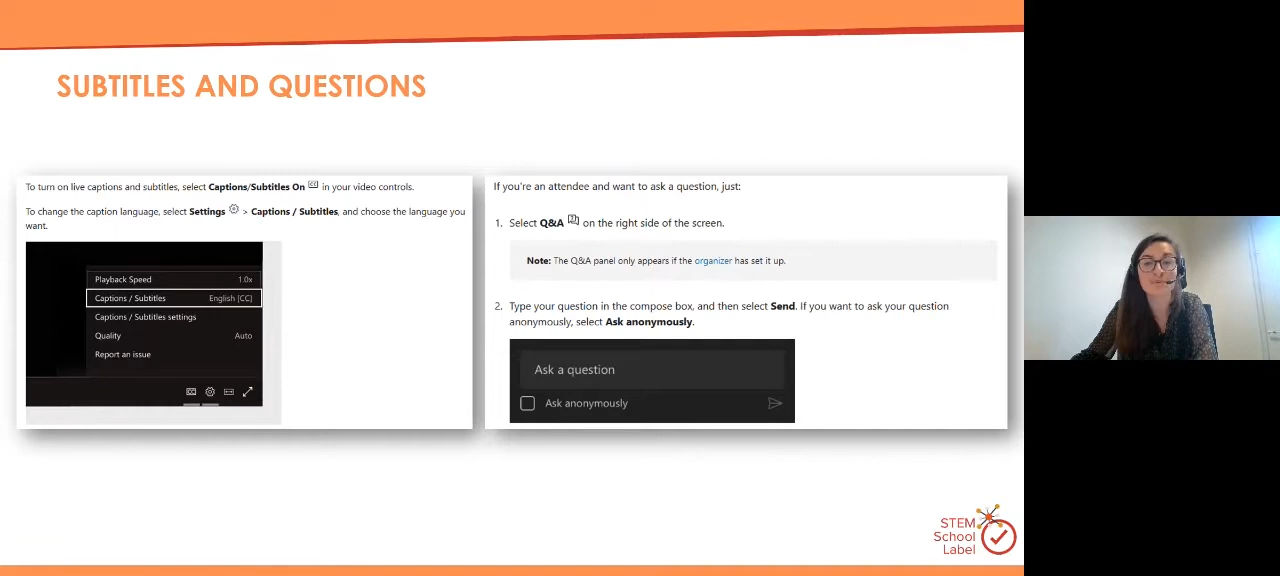 SUBTITLES AND QUESTIONS
To turn on live captions and subtitles, select Captions/Subtitles On in your video controls.
To change the caption language, select Settings > Captions / Subtitles, and choose the language you
want.
Playback Speed 1.0x
Captions / Subtitles English [CC]
Captions / Subtitles settings
Quality Auto
Report an issue
If you're an attendee and want to ask a question, just:
1. Select Q&A on the right side of the screen.
Note: The Q&A panel only appears if the organizer has set it up.
2. Type your question in the compose box, and then select Send. If you want to ask your question
anonymously, select Ask anonymously.
Ask a question
Ask anonymously
STEM
School
Label